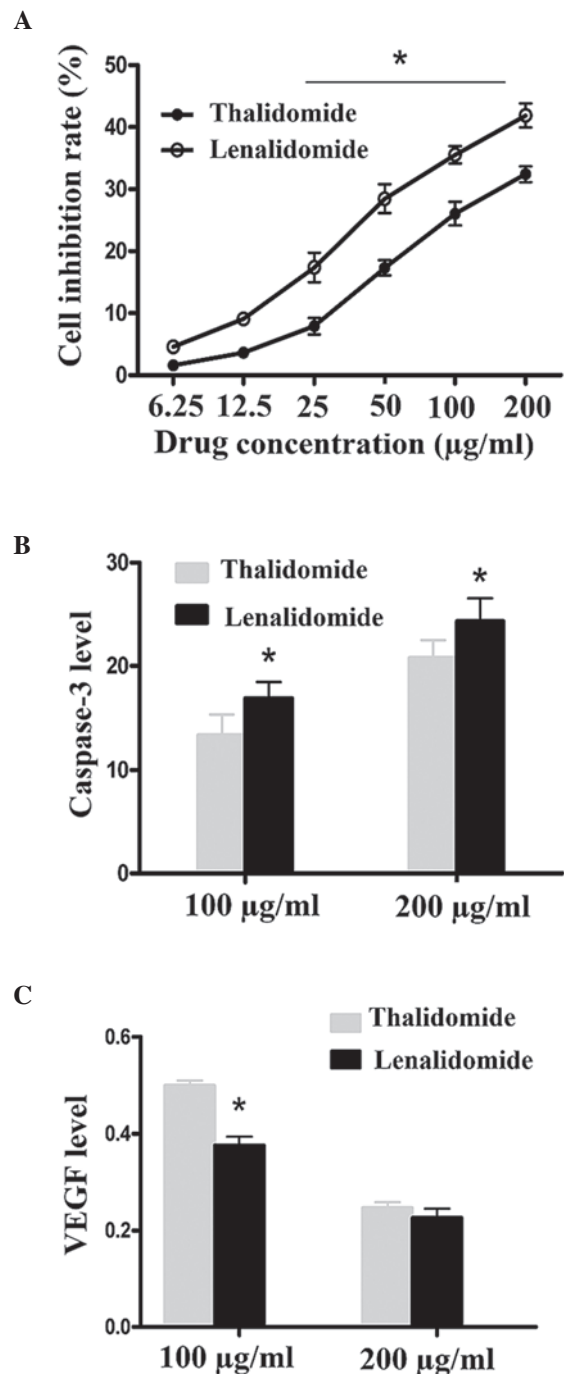 A
Cell inhibition rate (%)
50
40
30
20
10
0
*
Thalidomide
Lenalidomide
6.25 12.5 25 50 100 200
Drug concentration (µg/ml)
B
Caspase-3 level
30
20
10
0
Thalidomide
Lenalidomide
*
*
100 µg/ml 200 µg/ml
C
VEGF level
0.6
0.4
0.2
0.0
Thalidomide
Lenalidomide
*
100 µg/ml 200 µg/ml